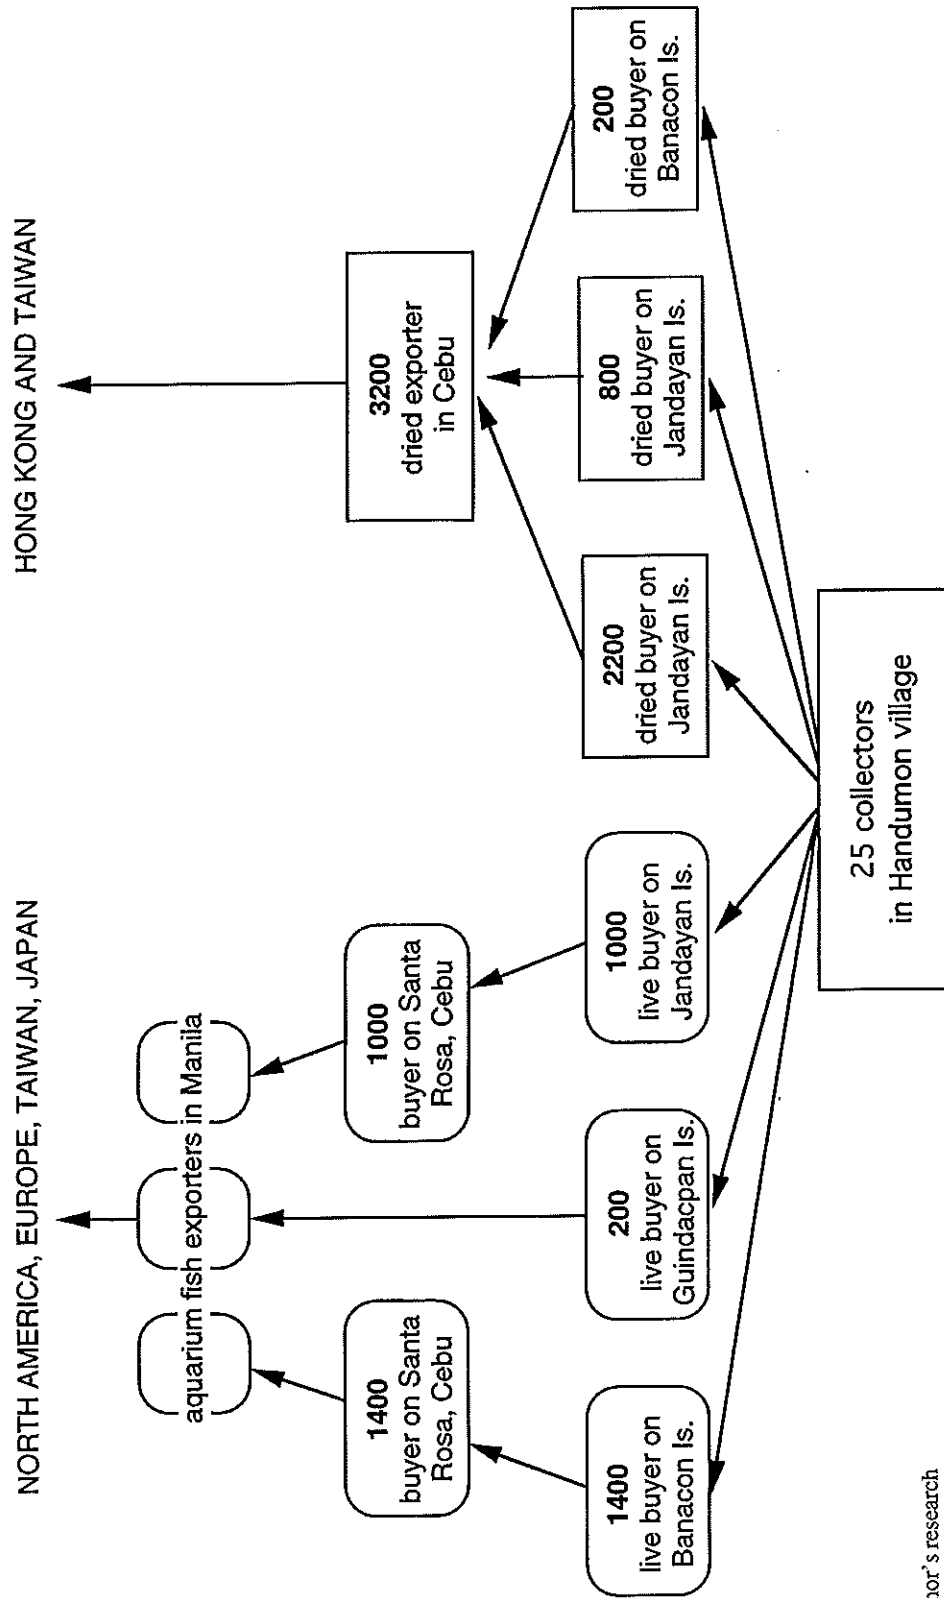 NORTH AMERICA, EUROPE, TAIWAN, JAPAN
HONG KONG AND TAIWAN
aquarium fish exporters in Manila
1400
buyer on Santa
Rosa, Cebu
1000
buyer on Santa
Rosa, Cebu
3200
dried exporter
in Cebu
1400
live buyer on
Banacon Is.
200
live buyer on
Guindacpan Is.
1000
live buyer on
Jandayan Is.
2200
dried buyer on
Jandayan Is.
800
dried buyer on
Jandayan Is.
200
dried buyer on
Banacon Is.
25 collectors
in Handumon village
's research